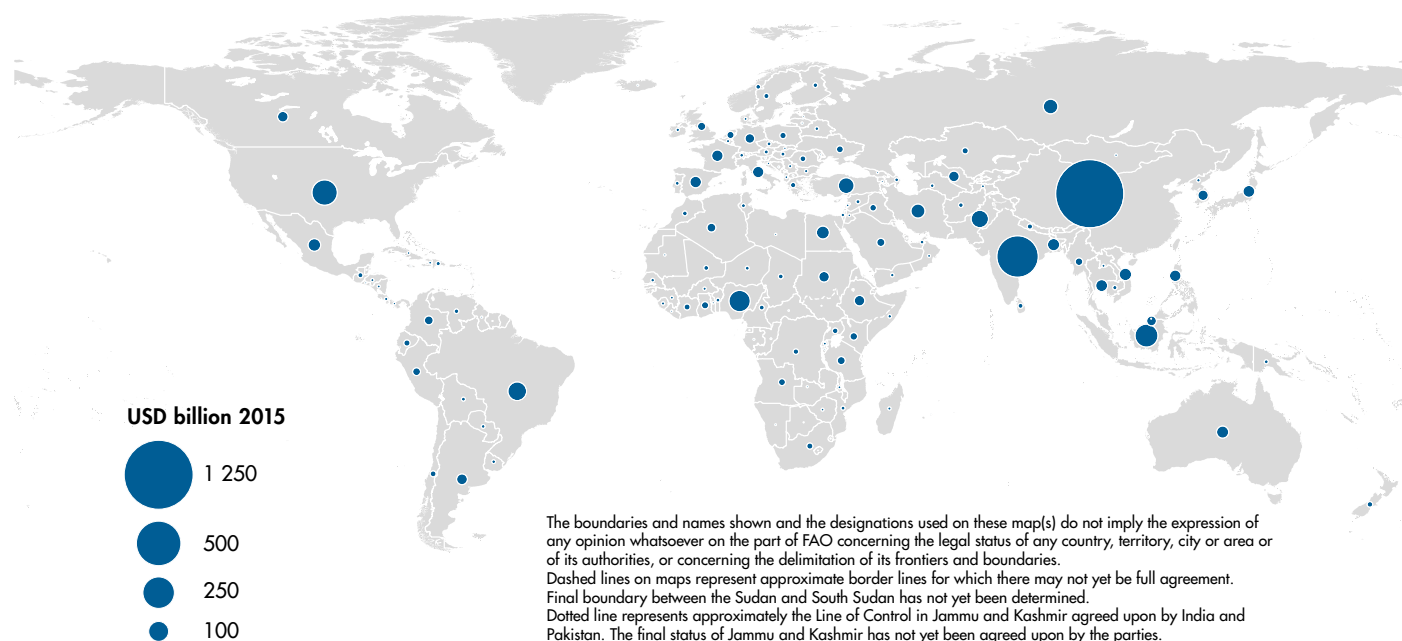 USD billion 2015
1 250
500
250
100
The boundaries and names shown and the designations used on these map(s) do not imply the expression of
any opinion whatsoever on the part of FAO concerning the legal status of any country, territory, city or area or
of its authorities, or concerning the delimitation of its frontiers and boundaries.
Dashed lines on maps represent approximate border lines for which there may not yet be full agreement.
Final boundary between the Sudan and South Sudan has not yet been determined.
Dotted line represents approximately the Line of Control in Jammu and Kashmir agreed upon by India and
Pakistan. The final status of Jammu and Kashmir has not yet been agreed upon by the parties.